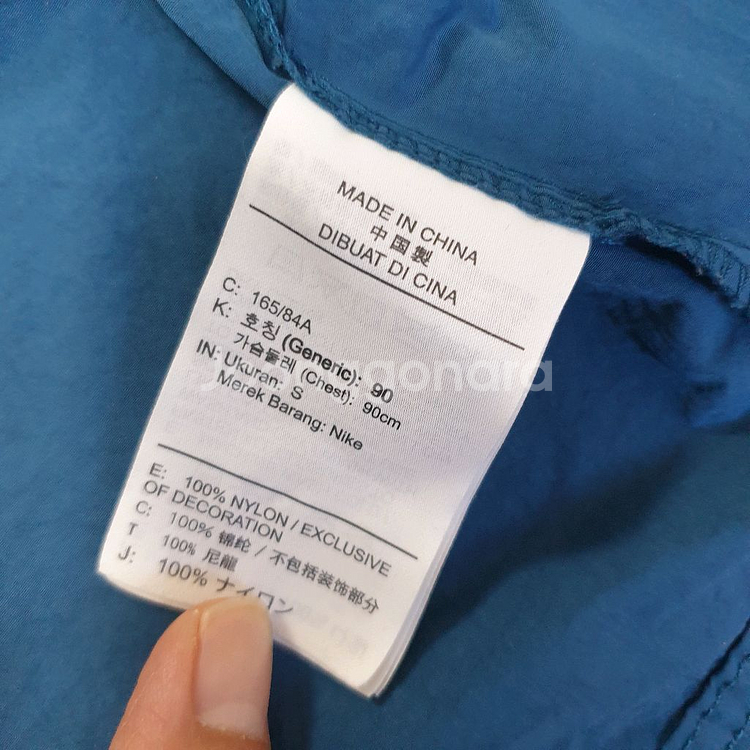 MADE IN CHINA
中国製
DIBUAT DI CINA
C: 165/84A
K: 호칭 (Generic): 90
가슴둘레 (Chest): 90cm
IN: Ukuran: S
Merek Barang: Nike
E: 100% NYLON / EXCLUSIVE
OF DECORATION
C: 100% 锦纶 / 不包括装饰部分
T 100% 尼龍
J: 100% ナイロン